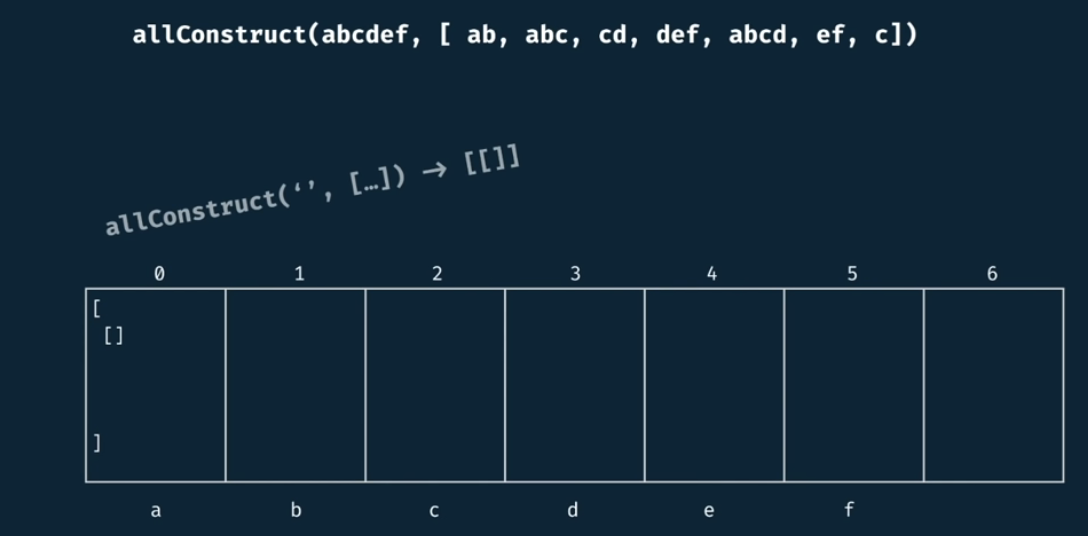 allConstruct(abcdef, [ ab, abc, cd, def, abcd, ef, c])
allConstruct(‘’, […]) → [[]]
0 1 2 3 4 5 6
[
[]
]
a b c d e f